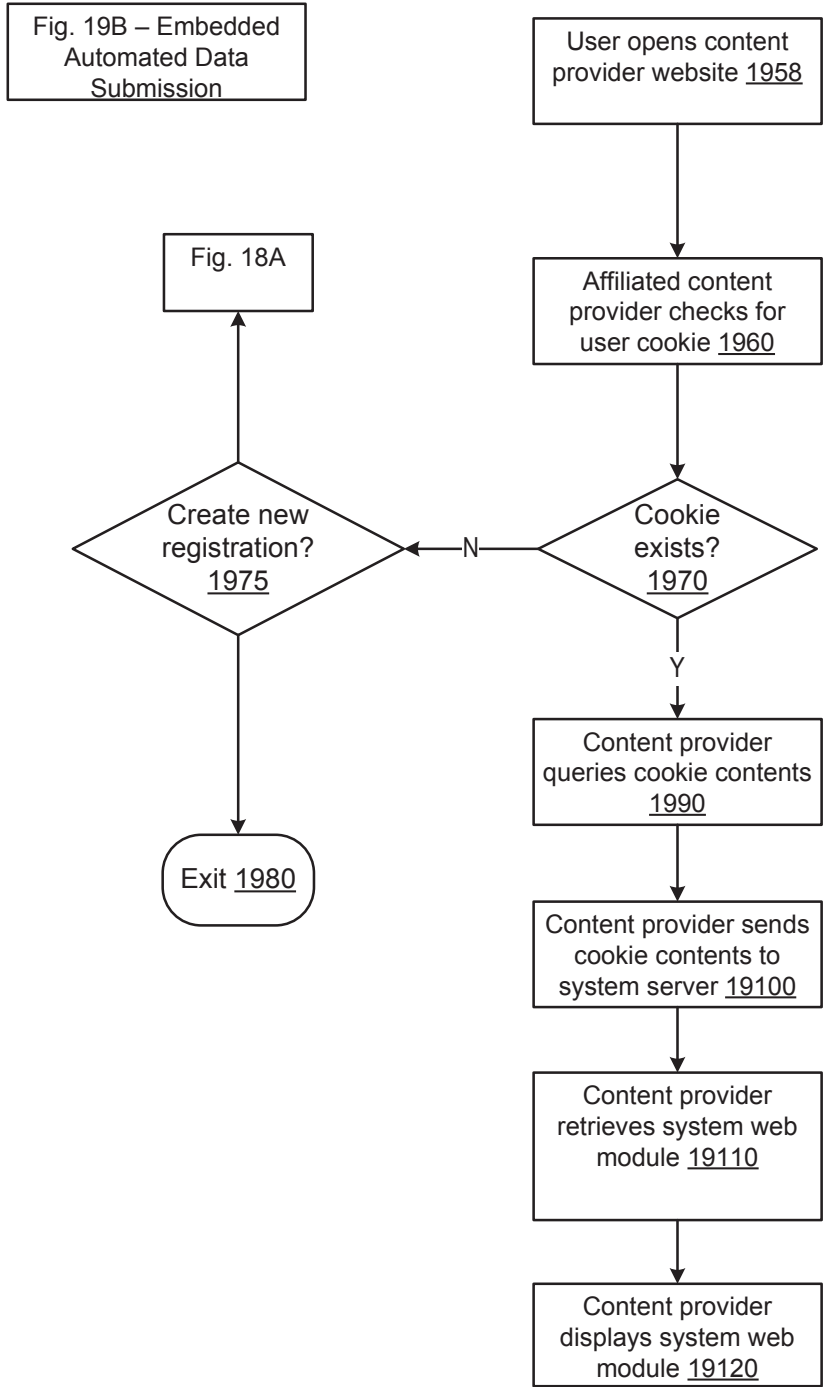 Fig. 19B – Embedded
Automated Data
Submission
User opens content
provider website 1958
Fig. 18A
Affiliated content
provider checks for
user cookie 1960
Create new
registration?
1975
N
Cookie
exists?
1970
Y
Content provider
queries cookie contents
1990
Exit 1980
Content provider sends
cookie contents to
system server 19100
Content provider
retrieves system web
module 19110
Content provider
displays system web
module 19120